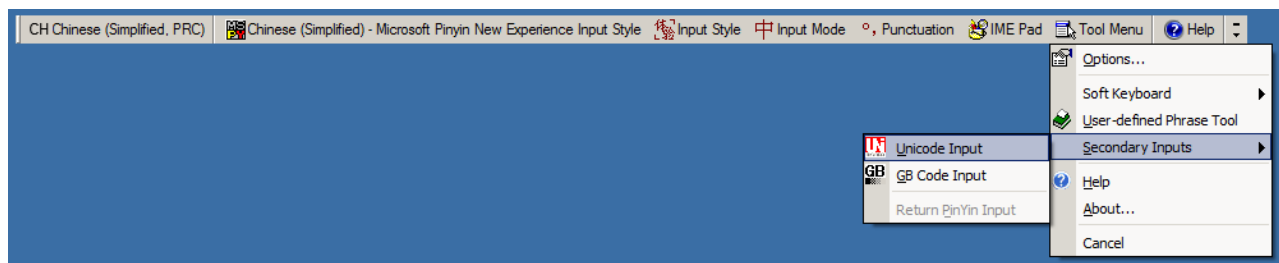 CH Chinese (Simplified, PRC) Chinese (Simplified) - Microsoft Pinyin New Experience Input Style Input Style 中 Input Mode °, Punctuation IME Pad Tool Menu Help
Options...
Soft Keyboard
User-defined Phrase Tool
Secondary Inputs
Unicode Input
GB GB Code Input
Return PinYin Input
Help
About...
Cancel